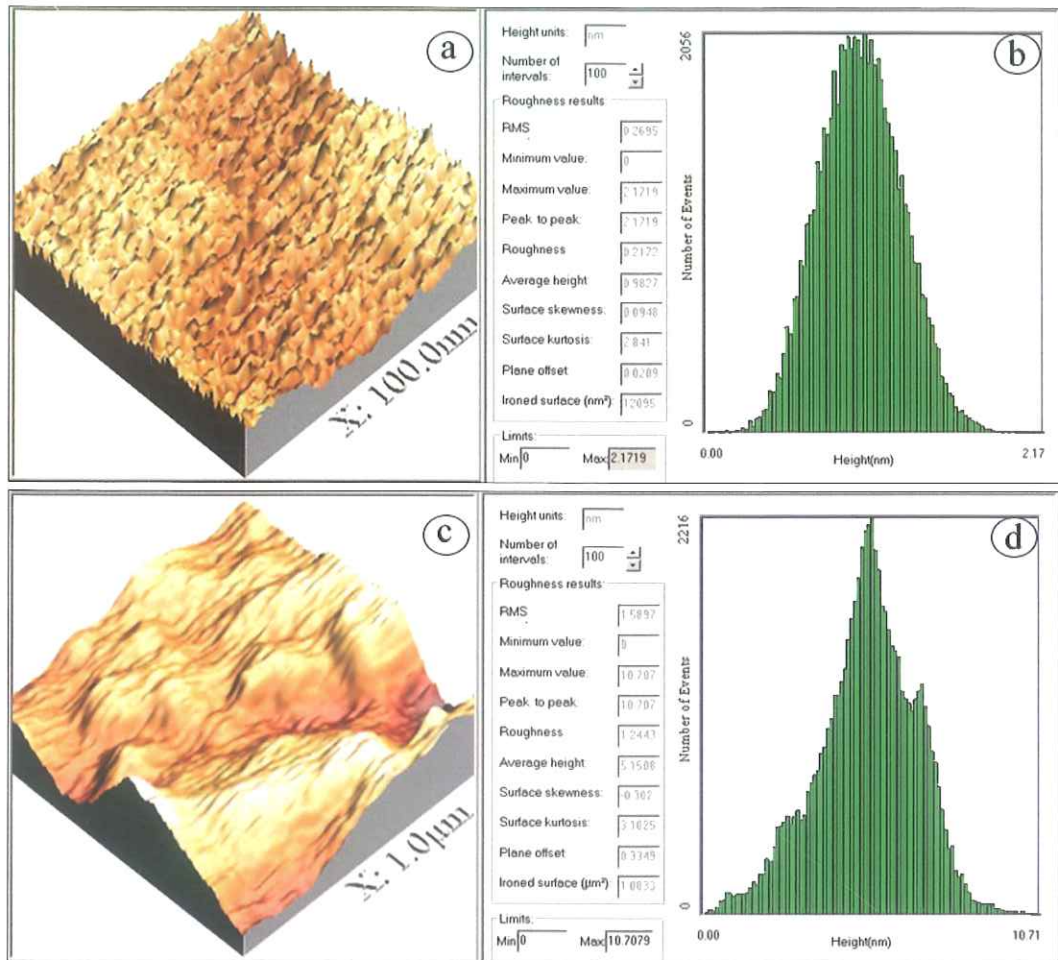 a
X: 100.0nm
Height units: nm
Number of intervals: 100
Roughness results
RMS 0.2695
Minimum value: 0
Maximum value: 2.1719
Peak to peak: 2.1719
Roughness 0.2172
Average height 0.9827
Surface skewness: 0.0948
Surface kurtosis 2.841
Plane offset 0.0209
Ironed surface (nm²): 12095
Limits:
Min 0 Max 2.1719
b
2056
Number of Events
0
0.00 2.17
Height(nm)
c
X: 1.0µm
Height units: nm
Number of intervals: 100
Roughness results:
RMS 1.5897
Minimum value: 0
Maximum value: 10.707
Peak to peak: 10.707
Roughness 1.2443
Average height 5.1508
Surface skewness: -0.302
Surface kurtosis: 3.1025
Plane offset 0.3349
Ironed surface (µm²) 1.0033
Limits:
Min 0 Max 10.7079
d
2216
Number of Events
0
0.00 10.71
Height(nm)